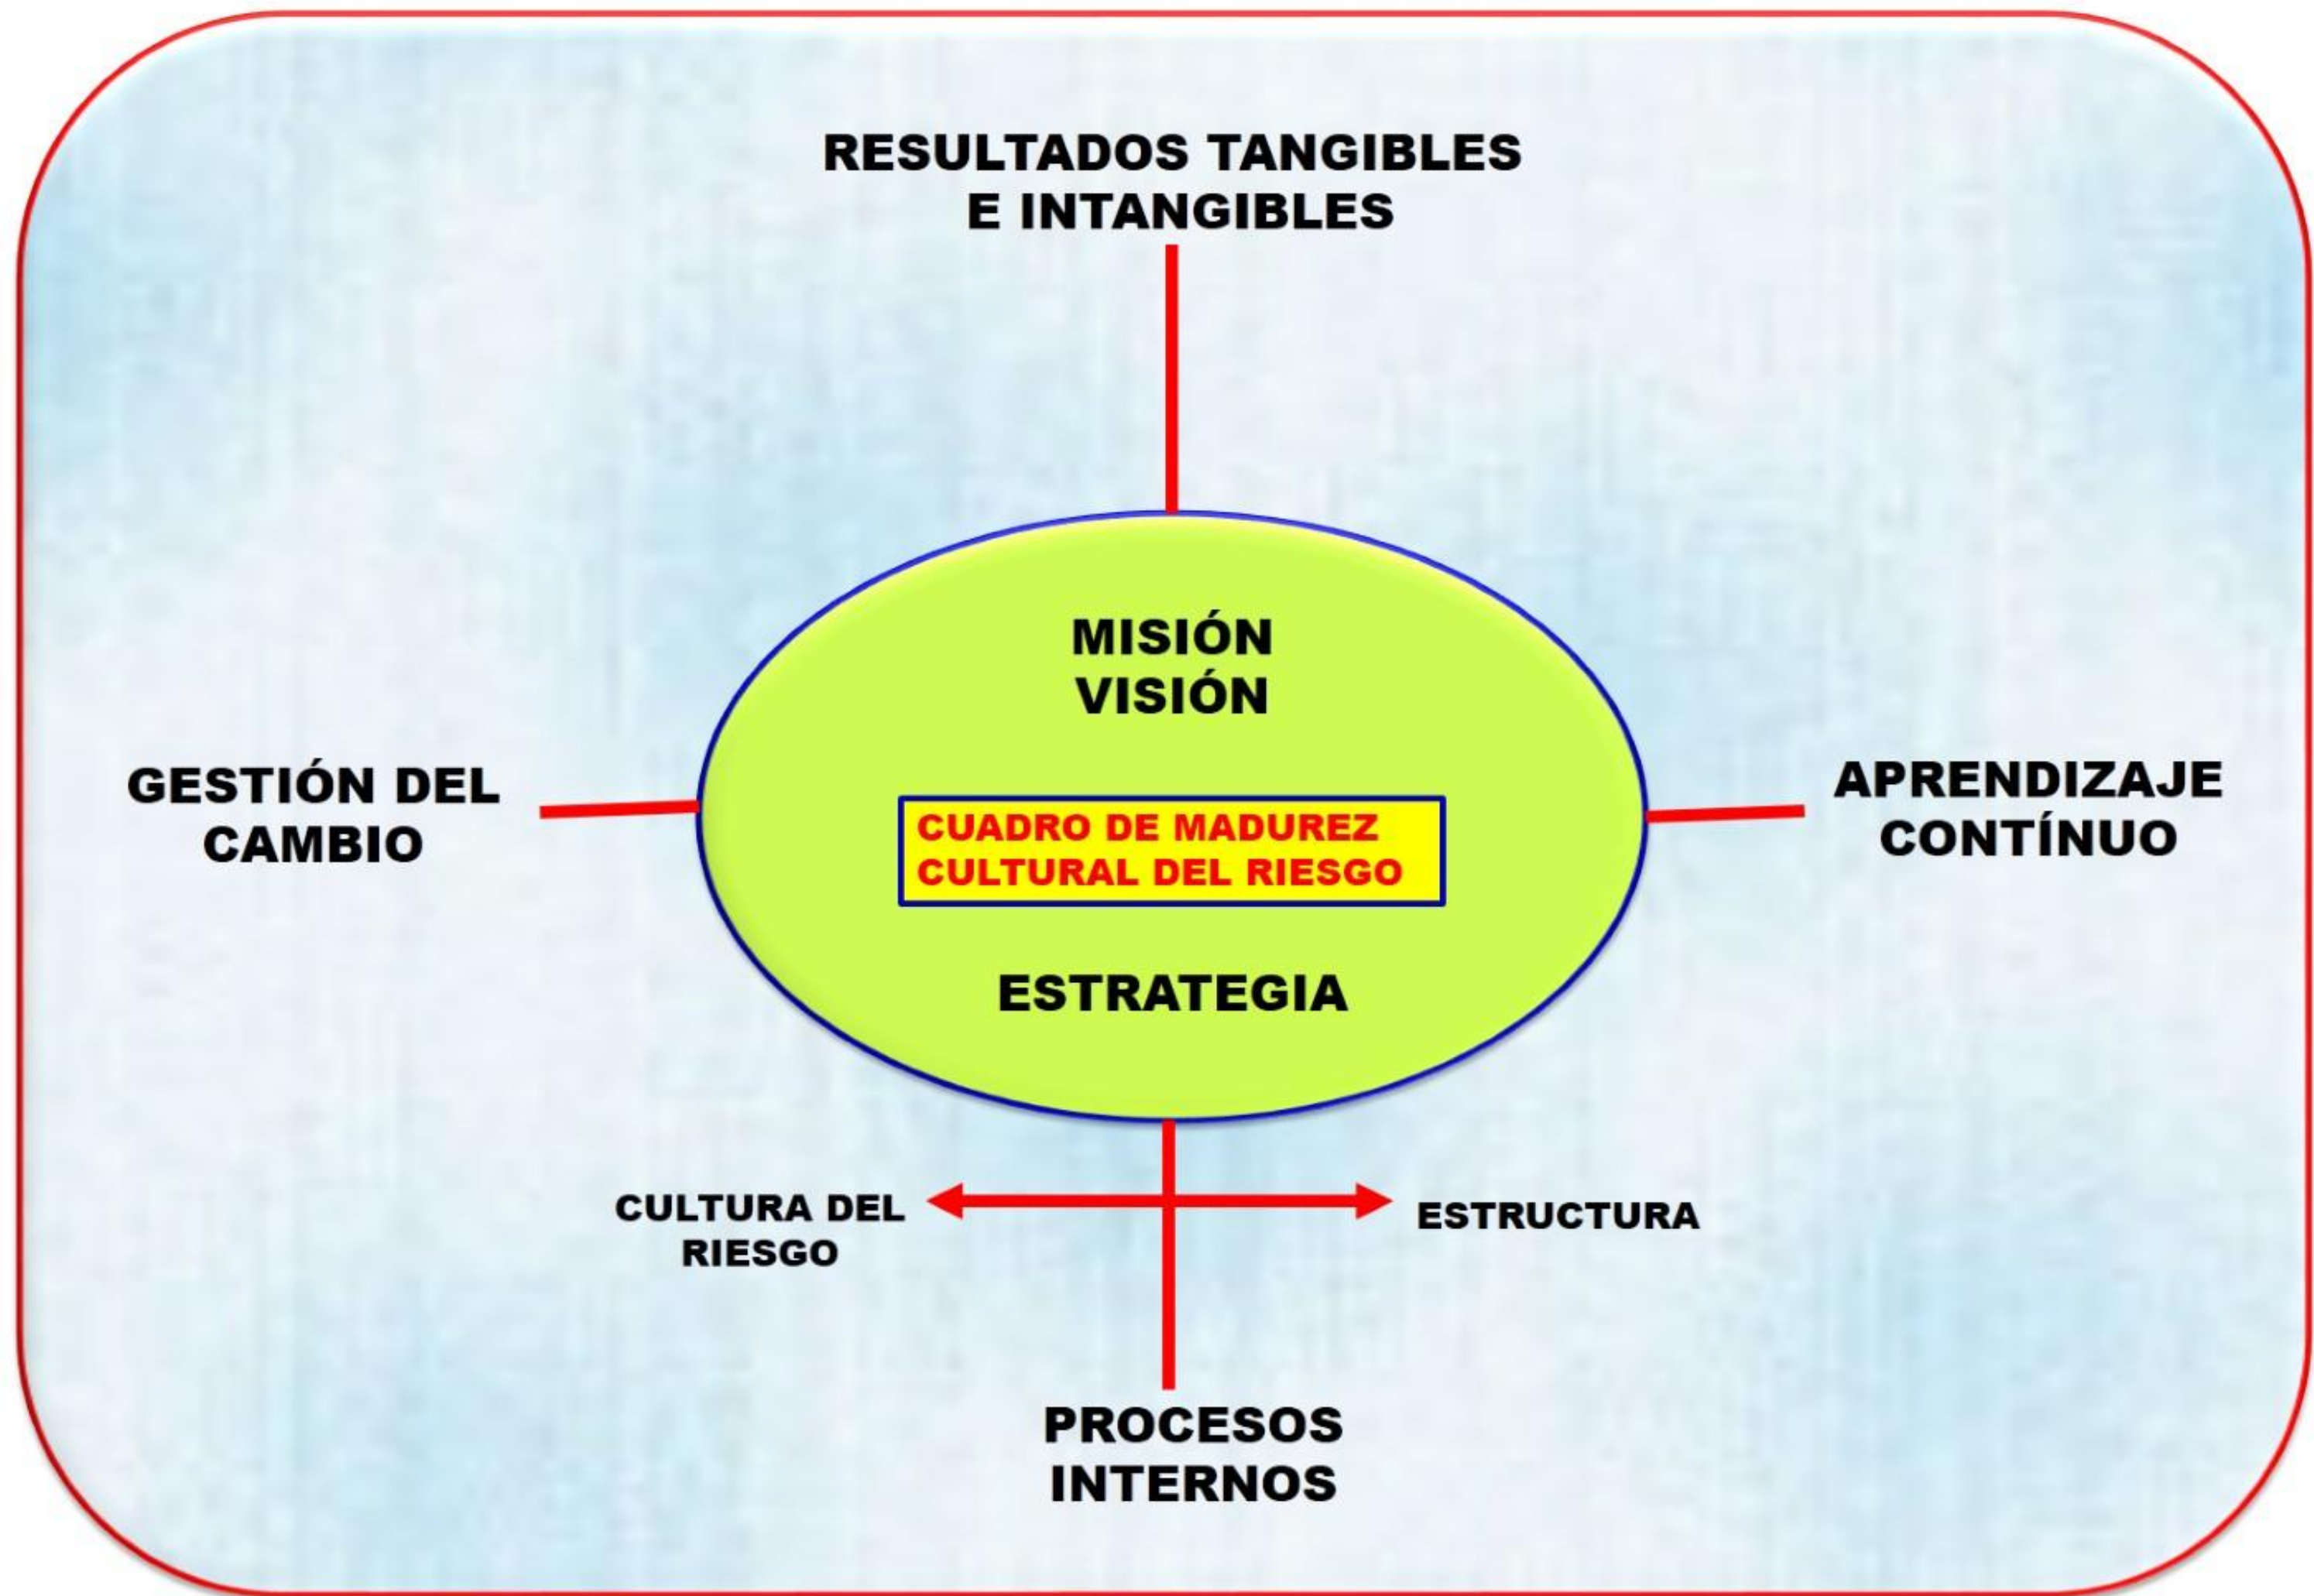 RESULTADOS TANGIBLES
E INTANGIBLES
MISIÓN
VISIÓN
GESTIÓN DEL
CAMBIO
CUADRO DE MADUREZ
CULTURAL DEL RIESGO
APRENDIZAJE
CONTÍNUO
ESTRATEGIA
CULTURA DEL
RIESGO
ESTRUCTURA
PROCESOS
INTERNOS